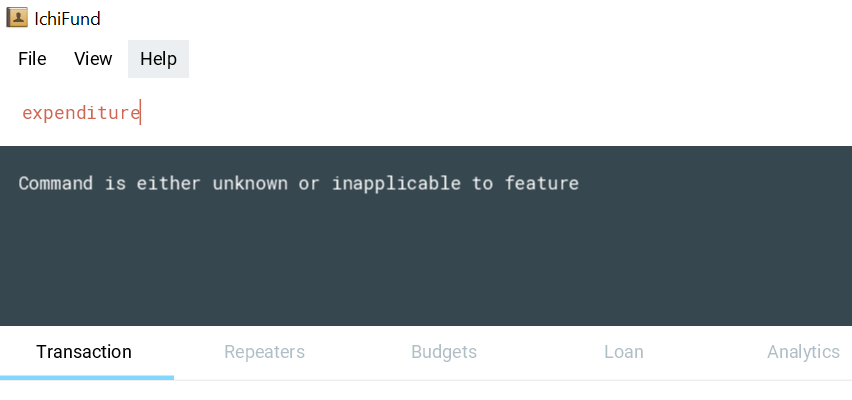 IchiFund
File View Help
expenditure
Command is either unknown or inapplicable to feature
Transaction Repeaters Budgets Loan Analytics